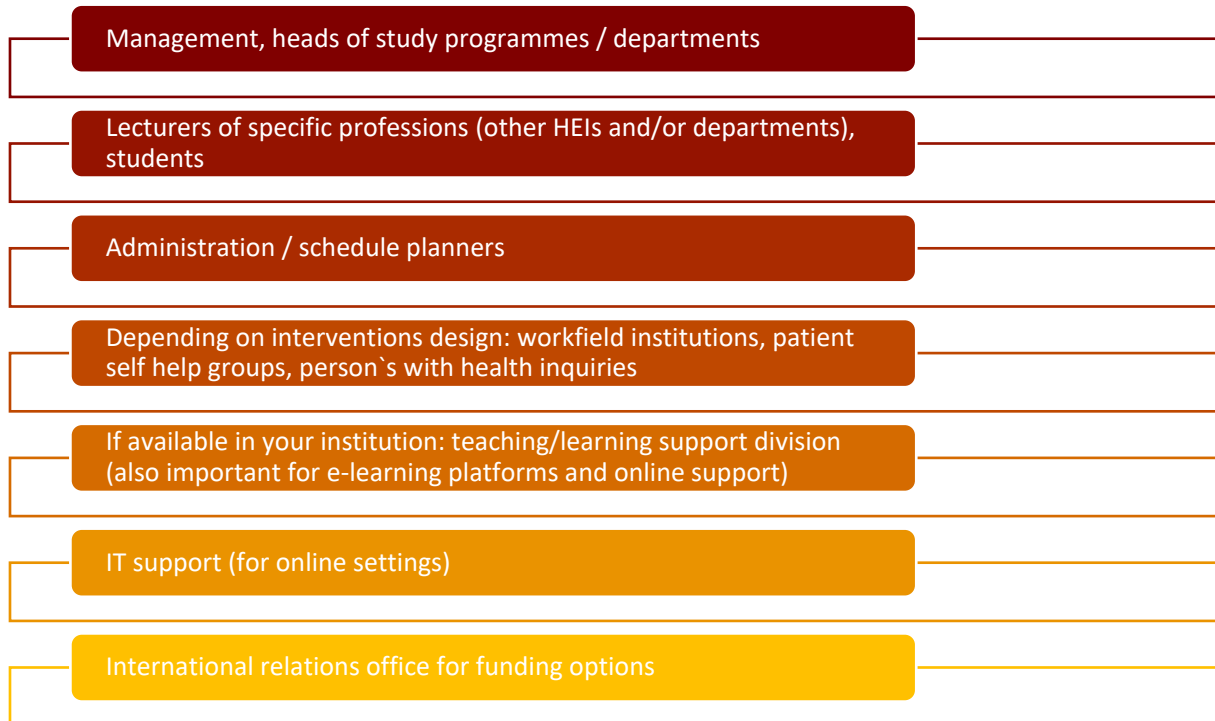 Management, heads of study programmes / departments
Lecturers of specific professions (other HEIs and/or departments),
students
Administration / schedule planners
Depending on interventions design: workfield institutions, patient
self help groups, person`s with health inquiries
If available in your institution: teaching/learning support division
(also important for e-learning platforms and online support)
IT support (for online settings)
International relations office for funding options